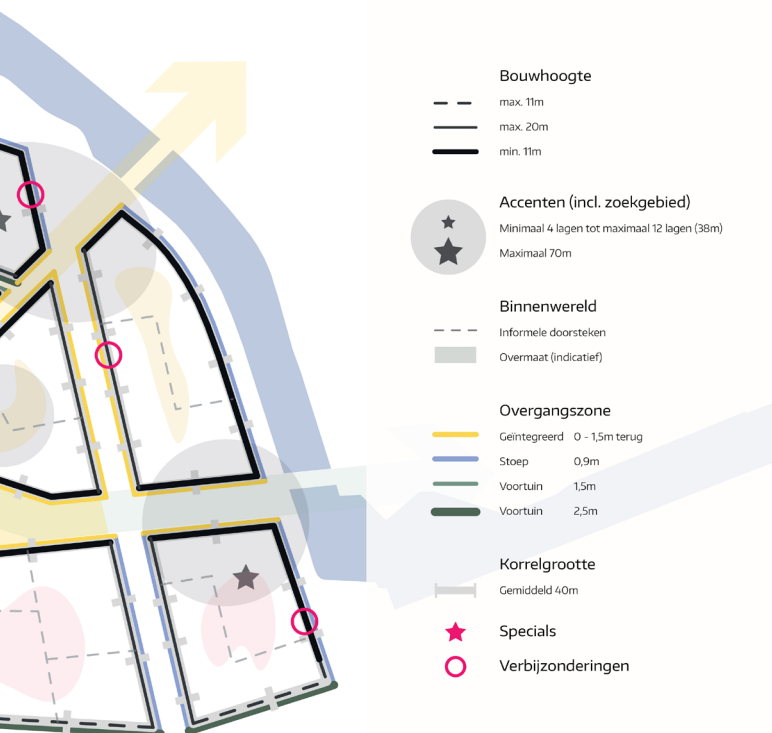 Bouwhoogte
max. 11m
max. 20m
min. 11m
Accenten (incl. zoekgebied)
Minimaal 4 lagen tot maximaal 12 lagen (38m)
Maximaal 70m
Binnenwereld
Informele doorsteken
Overmaat (indicatief)
Overgangszone
Geïntegreerd 0 - 1,5m terug
Stoep 0,9m
Voortuin 1,5m
Voortuin 2,5m
Korrelgrootte
Gemiddeld 40m
Specials
Verbijzonderingen